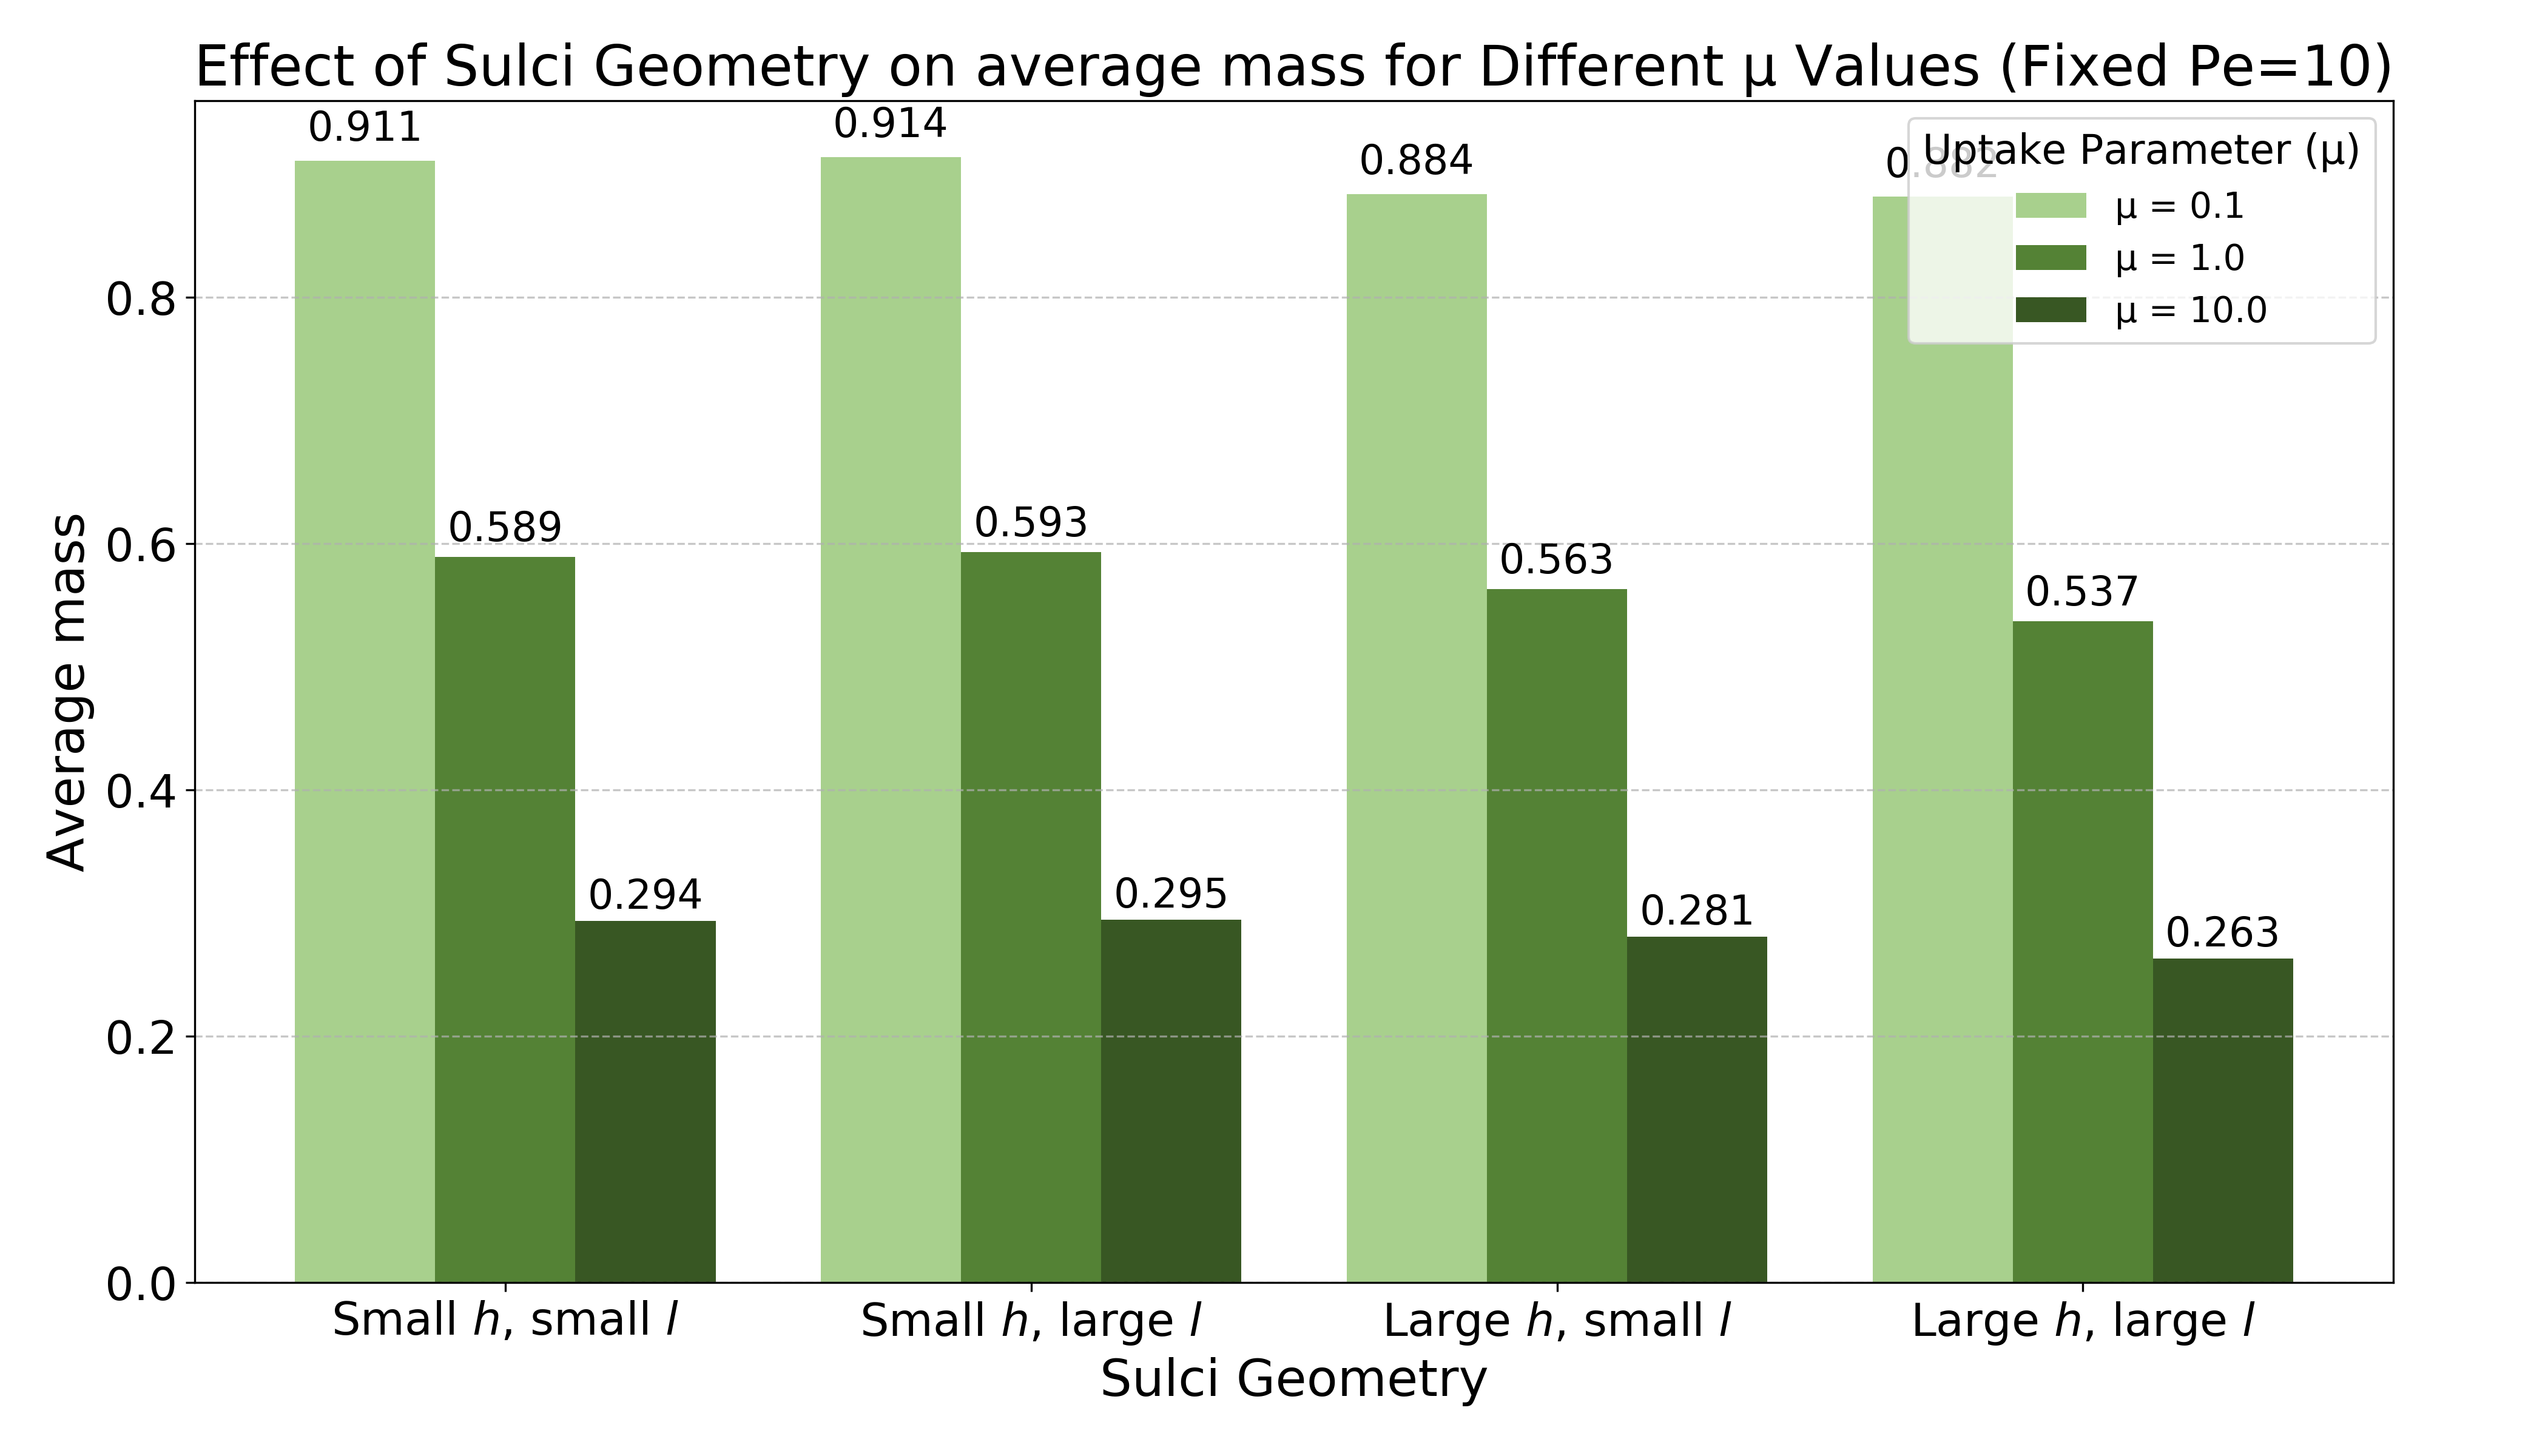 Effect of Sulci Geometry on average mass for Different μ Values (Fixed Pe=10)
0.911
0.914
0.884
0.882
Uptake Parameter (μ)
μ = 0.1
μ = 1.0
μ = 10.0
0.589
0.593
0.563
0.537
0.294
0.295
0.281
0.263
Average mass
0.8
0.6
0.4
0.2
0.0
Small h, small l
Small h, large l
Large h, small l
Large h, large l
Sulci Geometry